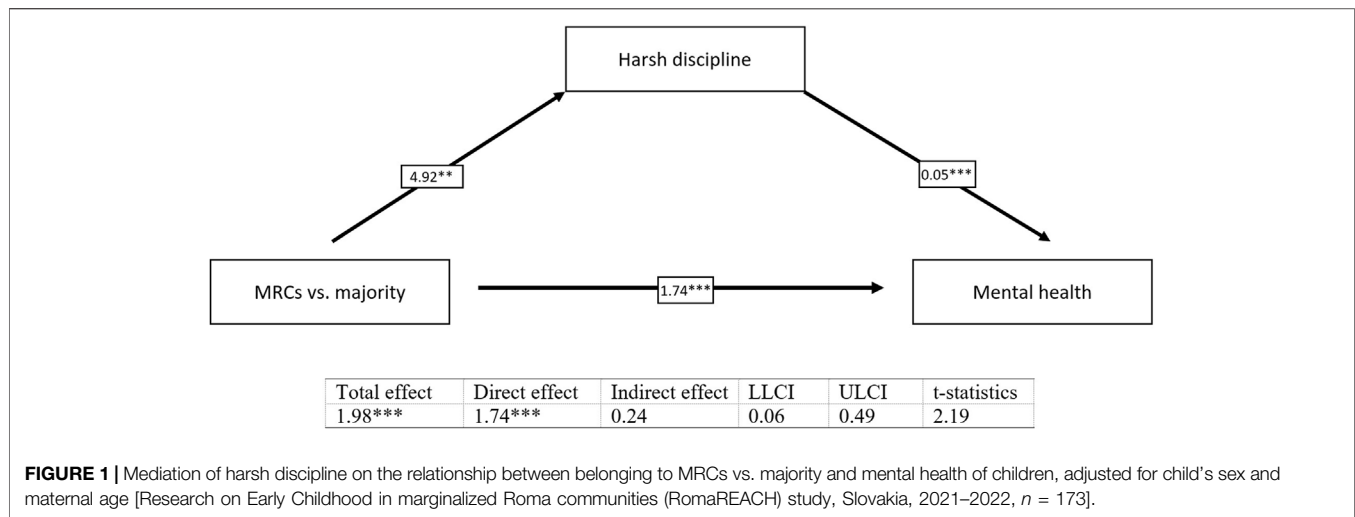 Harsh discipline
4.92**
0.05***
MRCs vs. majority
1.74***
Mental health
Total effect Direct effect Indirect effect LLCI ULCI t-statistics
1.98*** 1.74*** 0.24 0.06 0.49 2.19
FIGURE 1 | Mediation of harsh discipline on the relationship between belonging to MRCs vs. majority and mental health of children, adjusted for child's sex and
maternal age [Research on Early Childhood in marginalized Roma communities (RomaREACH) study, Slovakia, 2021–2022, n = 173].